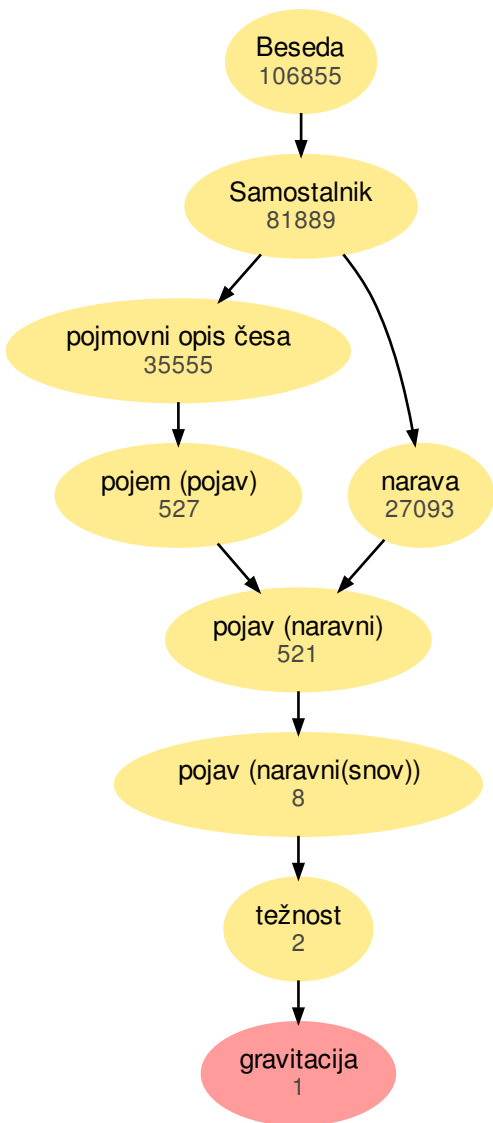 Beseda
106855
Samostalnik
81889
pojmovni opis česa
35555
pojem (pojav)
527
narava
27093
pojav (naravni)
521
pojav (naravni(snov))
8
težnost
2
gravitacija
1